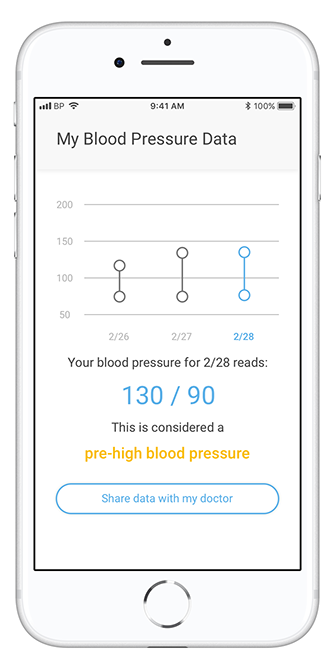 BP 9:41 AM 100%
My Blood Pressure Data
200
150
100
50
2/26 2/27 2/28
Your blood pressure for 2/28 reads:
130 / 90
This is considered a
pre-high blood pressure
Share data with my doctor